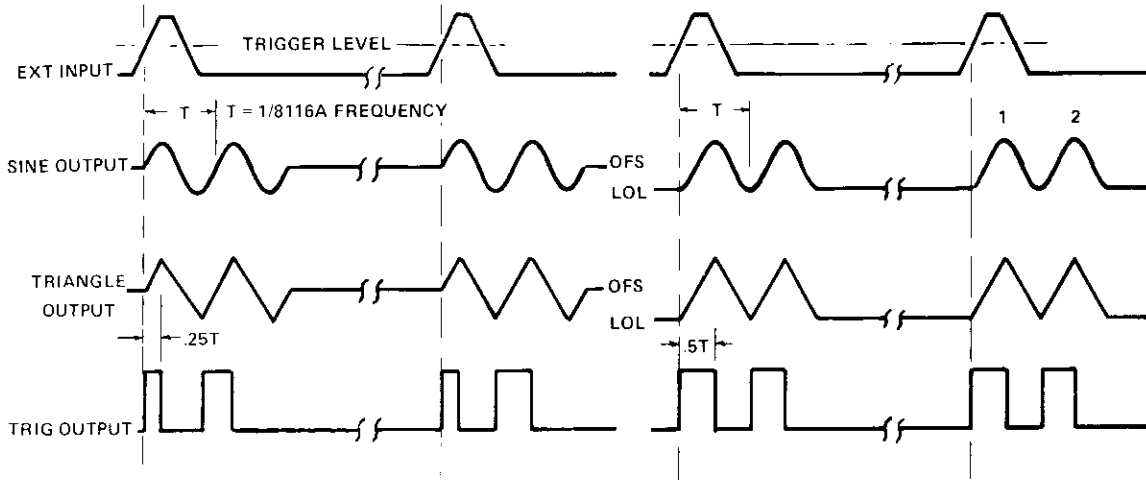 TRIGGER LEVEL
EXT INPUT
T T = 1/8116A FREQUENCY T 1 2
SINE OUTPUT OFS
LOL
TRIANGLE
OUTPUT OFS
LOL
.25T .5T
TRIG OUTPUT